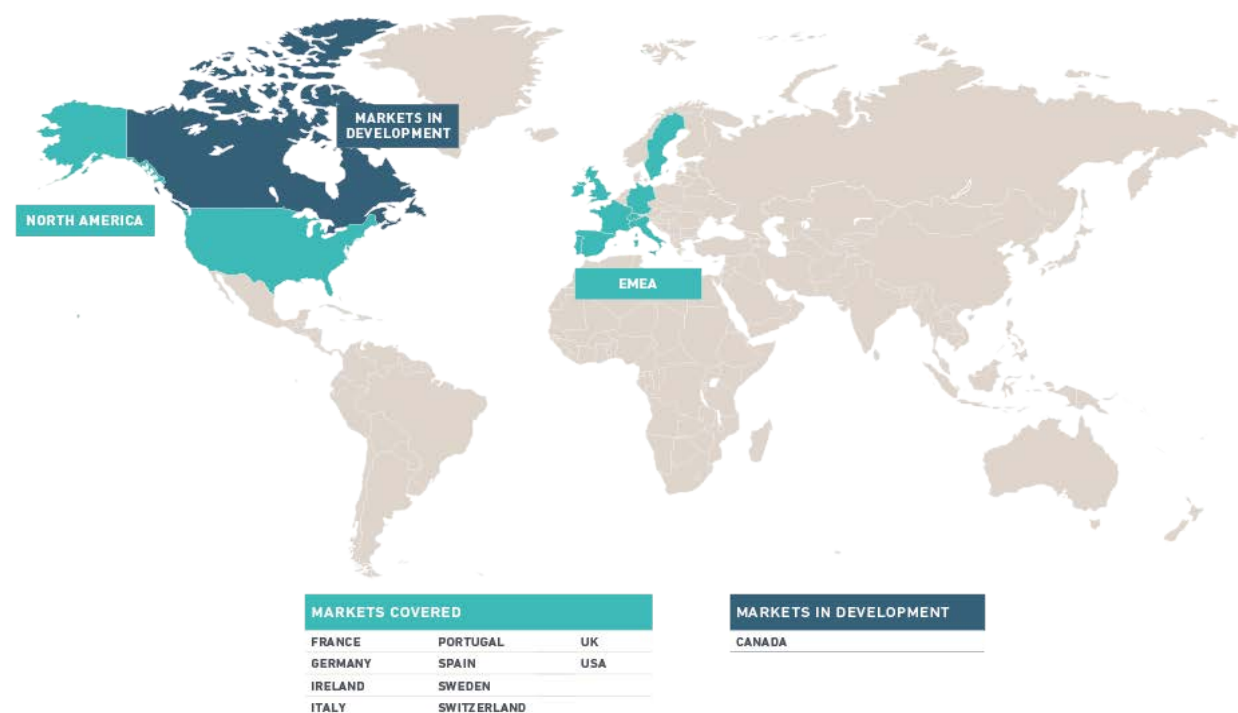 MARKETS IN
DEVELOPMENT
NORTH AMERICA
EMEA
MARKETS COVERED
FRANCE PORTUGAL UK
GERMANY SPAIN USA
IRELAND SWEDEN
ITALY SWITZERLAND
MARKETS IN DEVELOPMENT
CANADA